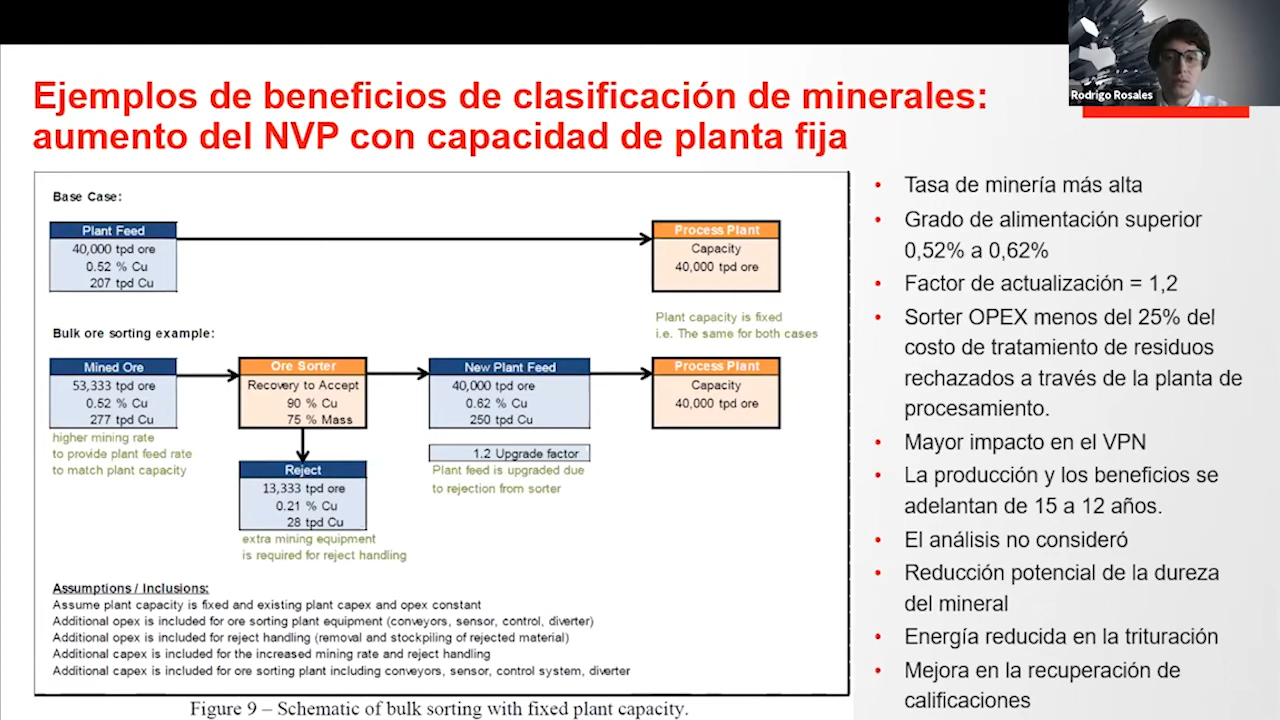 Rodrigo Rosales
Ejemplos de beneficios de clasificación de minerales:
aumento del NVP con capacidad de planta fija
Base Case:
Plant Feed
40,000 tpd ore
0.52 % Cu
207 tpd Cu
Process Plant
Capacity
40,000 tpd ore
Plant capacity is fixed
i.e. The same for both cases
Bulk ore sorting example:
Mined Ore
53,333 tpd ore
0.52 % Cu
277 tpd Cu
higher mining rate
to provide plant feed rate
to match plant capacity
Ore Sorter
Recovery to Accept
90 % Cu
75 % Mass
Reject
13,333 tpd ore
0.21 % Cu
28 tpd Cu
extra mining equipment
is required for reject handling
New Plant Feed
40,000 tpd ore
0.62 % Cu
250 tpd Cu
1.2 Upgrade factor
Plant feed is upgraded due
to rejection from sorter
Process Plant
Capacity
40,000 tpd ore
Assumptions / Inclusions:
Assume plant capacity is fixed and existing plant capex and opex constant
Additional opex is included for ore sorting plant equipment (conveyors, sensor, control, diverter)
Additional opex is included for reject handling (removal and stockpiling of rejected material)
Additional capex is included for the increased mining rate and reject handling
Additional capex is included for ore sorting plant including conveyors, sensor, control system, diverter
Figure 9 – Schematic of bulk sorting with fixed plant capacity.
• Tasa de minería más alta
• Grado de alimentación superior
0,52% a 0,62%
• Factor de actualización = 1,2
• Sorter OPEX menos del 25% del
costo de tratamiento de residuos
rechazados a través de la planta de
procesamiento.
• Mayor impacto en el VPN
• La producción y los beneficios se
adelantan de 15 a 12 años.
• El análisis no consideró
• Reducción potencial de la dureza
del mineral
• Energía reducida en la trituración
• Mejora en la recuperación de
calificaciones